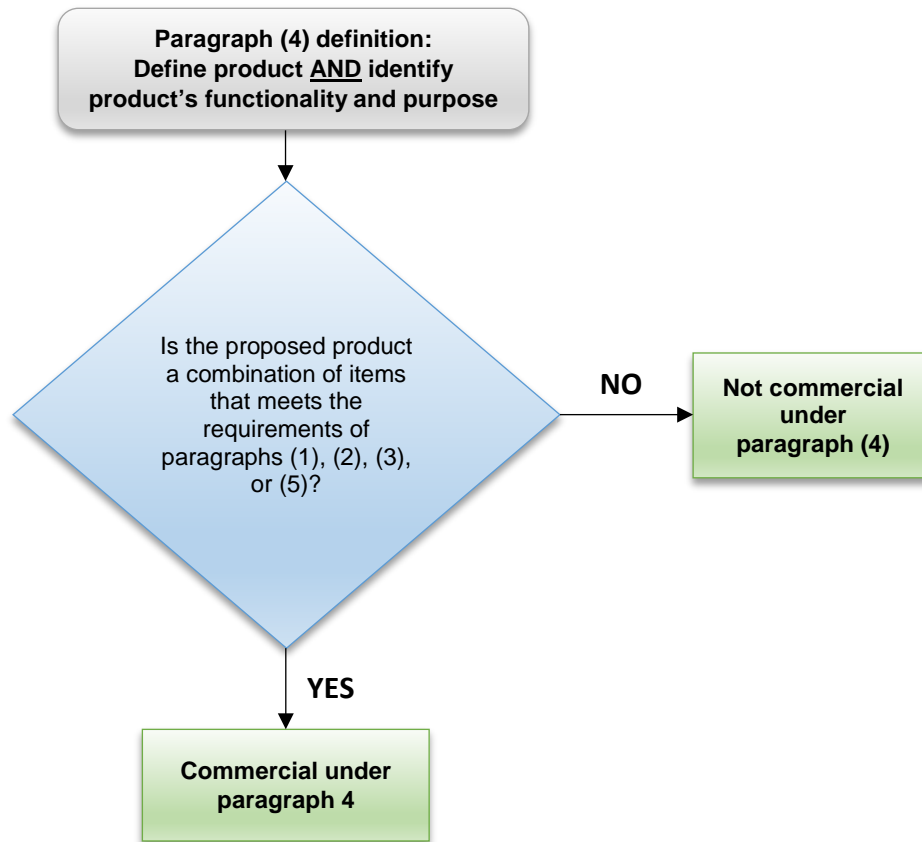 Paragraph (4) definition:
Define product AND identify
product's functionality and purpose
Is the proposed product
a combination of items
that meets the
requirements of
paragraphs (1), (2), (3),
or (5)?
NO
Not commercial
under
paragraph (4)
YES
Commercial under
paragraph 4